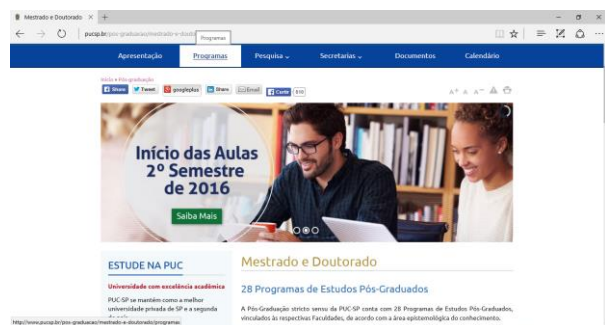 Mestrado e Doutorado
pucsp.br/pos-graduacao/mestrado-e-douto
Programas
Apresentação Programas Pesquisa Secretarias Documentos Calendário
Início » Pós-graduação
Share Tweet googleplus Share Email Curtir
A+ A A-
Início das Aulas
2º Semestre
de 2016
Saiba Mais
ESTUDE NA PUC
Universidade com excelência acadêmica
PUC-SP se mantém como a melhor
universidade privada de SP e a segunda
Mestrado e Doutorado
28 Programas de Estudos Pós-Graduados
A Pós-Graduação stricto sensu da PUC-SP conta com 28 Programas de Estudos Pós-Graduados,
vinculados às respectivas Faculdades, de acordo com a área epistemológica do conhecimento.
http://www.pucsp.br/pos-graduacao/mestrado-e-doutorado/programas